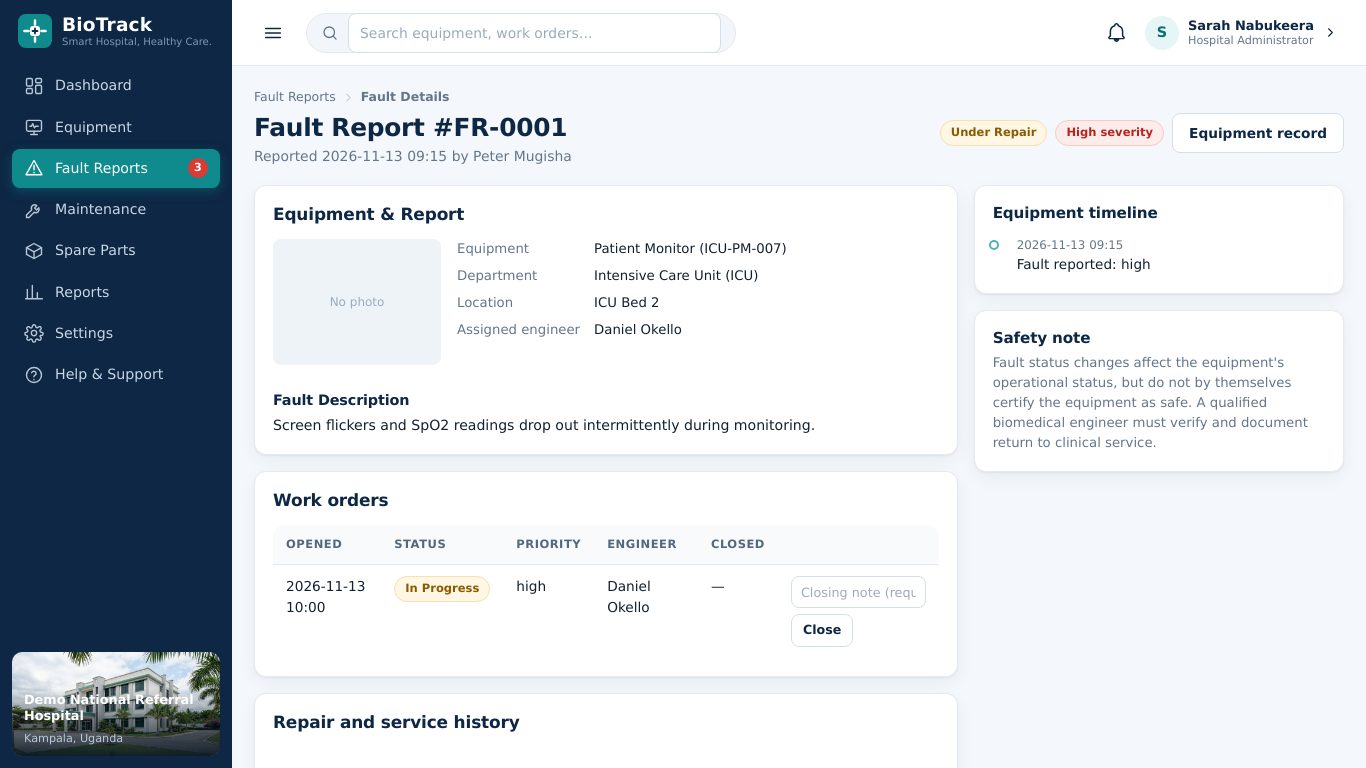 BioTrack
Smart Hospital, Healthy Care.
Dashboard
Equipment
Fault Reports 3
Maintenance
Spare Parts
Reports
Settings
Help & Support
Demo National Referral
Hospital
Kampala, Uganda
Search equipment, work orders...
S
Sarah Nabukeera
Hospital Administrator
Fault Reports > Fault Details
Fault Report #FR-0001
Reported 2026-11-13 09:15 by Peter Mugisha
Under Repair
High severity
Equipment record
Equipment & Report
No photo
Equipment Patient Monitor (ICU-PM-007)
Department Intensive Care Unit (ICU)
Location ICU Bed 2
Assigned engineer Daniel Okello
Fault Description
Screen flickers and SpO2 readings drop out intermittently during monitoring.
Work orders
OPENED STATUS PRIORITY ENGINEER CLOSED
2026-11-13 In Progress high Daniel — Closing note (requ
10:00 Okello
Close
Repair and service history
Equipment timeline
2026-11-13 09:15
Fault reported: high
Safety note
Fault status changes affect the equipment's
operational status, but do not by themselves
certify the equipment as safe. A qualified
biomedical engineer must verify and document
return to clinical service.